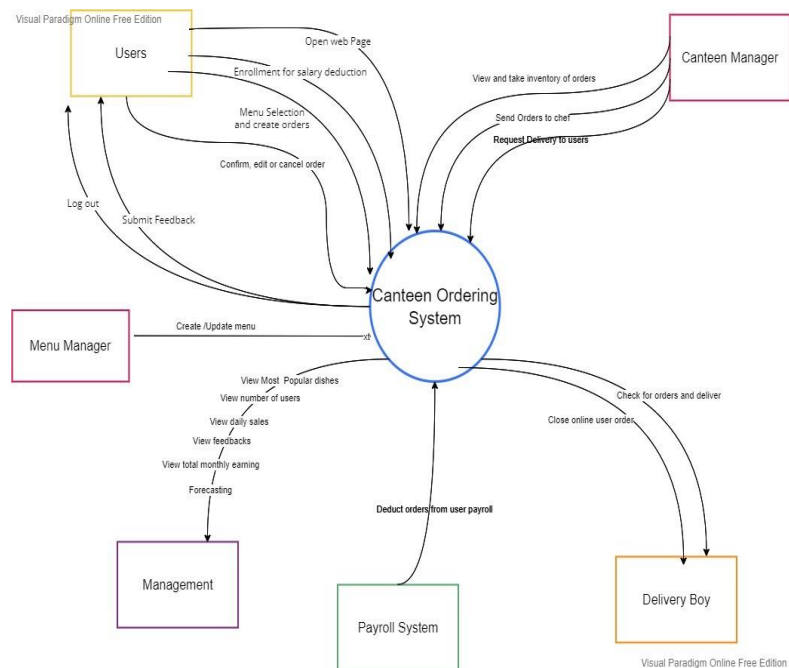 Visual Paradigm Online Free Edition
Users
Open web Page
Canteen Manager
Enrollment for salary deduction
View and take inventory of orders
Menu Selection
and create orders
Send Orders to chef
Request Delivery to users
Confirm, edit or cancel order
Log out
Submit Feedback
Canteen Ordering
System
Menu Manager
Create /Update menu
xt
View Most Popular dishes
View number of users
View daily sales
View feedbacks
View total monthly earning
Forecasting
Check for orders and deliver
Close online user order
Deduct orders from user payroll
Management
Payroll System
Delivery Boy
Visual Paradigm Online Free Edition